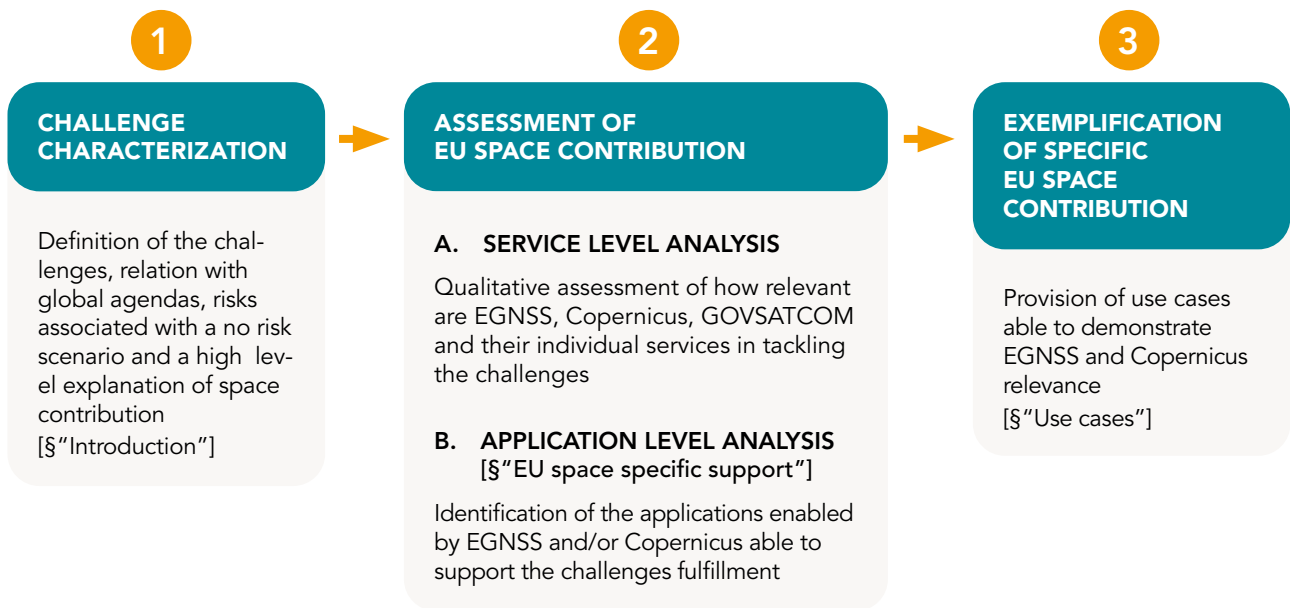 1
CHALLENGE
CHARACTERIZATION
Definition of the chal-
lenges, relation with
global agendas, risks
associated with a no risk
scenario and a high lev-
el explanation of space
contribution
[§“Introduction”]
2
ASSESSMENT OF
EU SPACE CONTRIBUTION
A. SERVICE LEVEL ANALYSIS
Qualitative assessment of how relevant
are EGNSS, Copernicus, GOVSATCOM
and their individual services in tackling
the challenges
B. APPLICATION LEVEL ANALYSIS
[§“EU space specific support”]
Identification of the applications enabled
by EGNSS and/or Copernicus able to
support the challenges fulfillment
3
EXEMPLIFICATION
OF SPECIFIC
EU SPACE
CONTRIBUTION
Provision of use cases
able to demonstrate
EGNSS and Copernicus
relevance
[§“Use cases”]